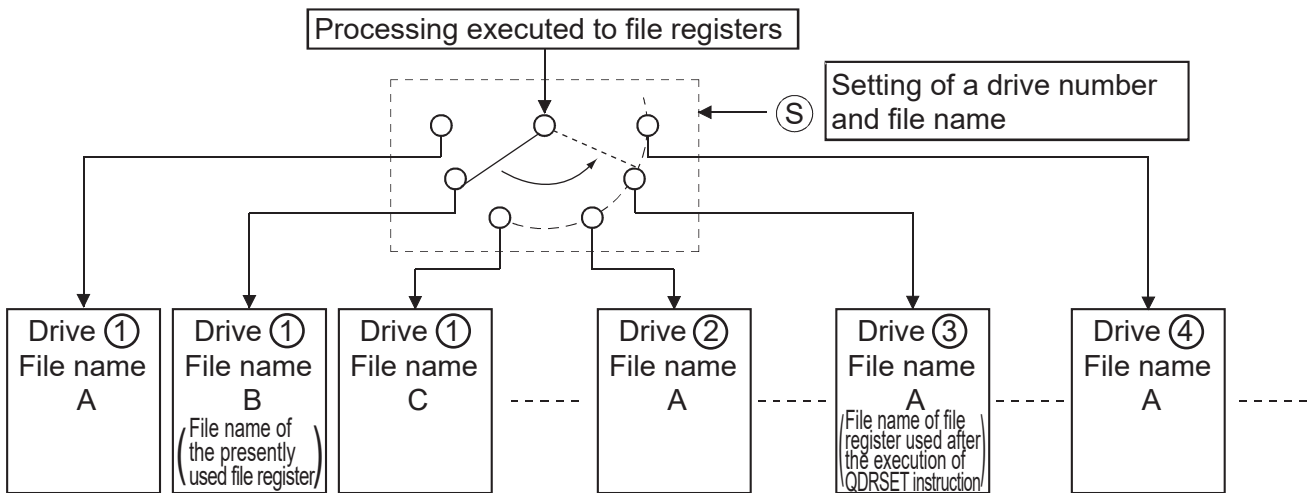 Processing executed to file registers
Ⓢ
Setting of a drive number
and file name
Drive ①
File name
A
Drive ①
File name
B
(File name of
the presently
used file register)
Drive ①
File name
C
Drive ②
File name
A
Drive ③
File name
A
(File name of file
register used after
the execution of
QDRSET instruction)
Drive ④
File name
A